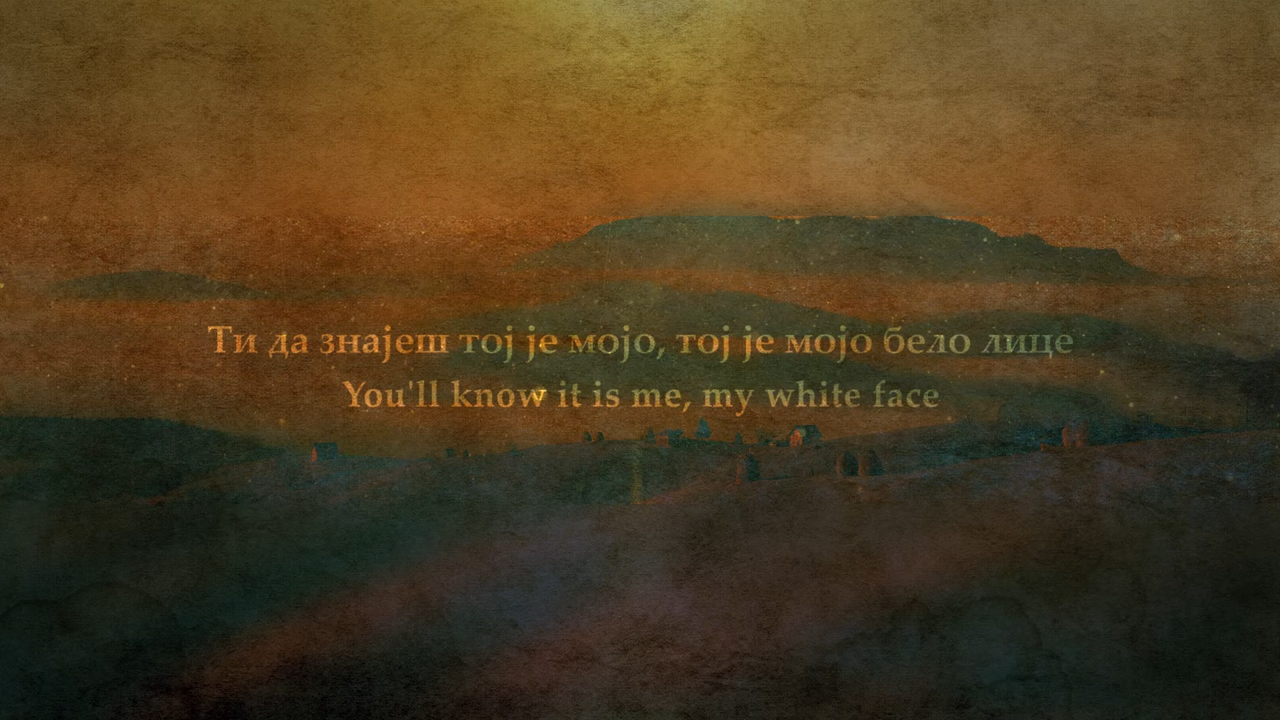 Ти да знајеш тој је мојо, тој је мојо бело лице
You'll know it is me, my white face